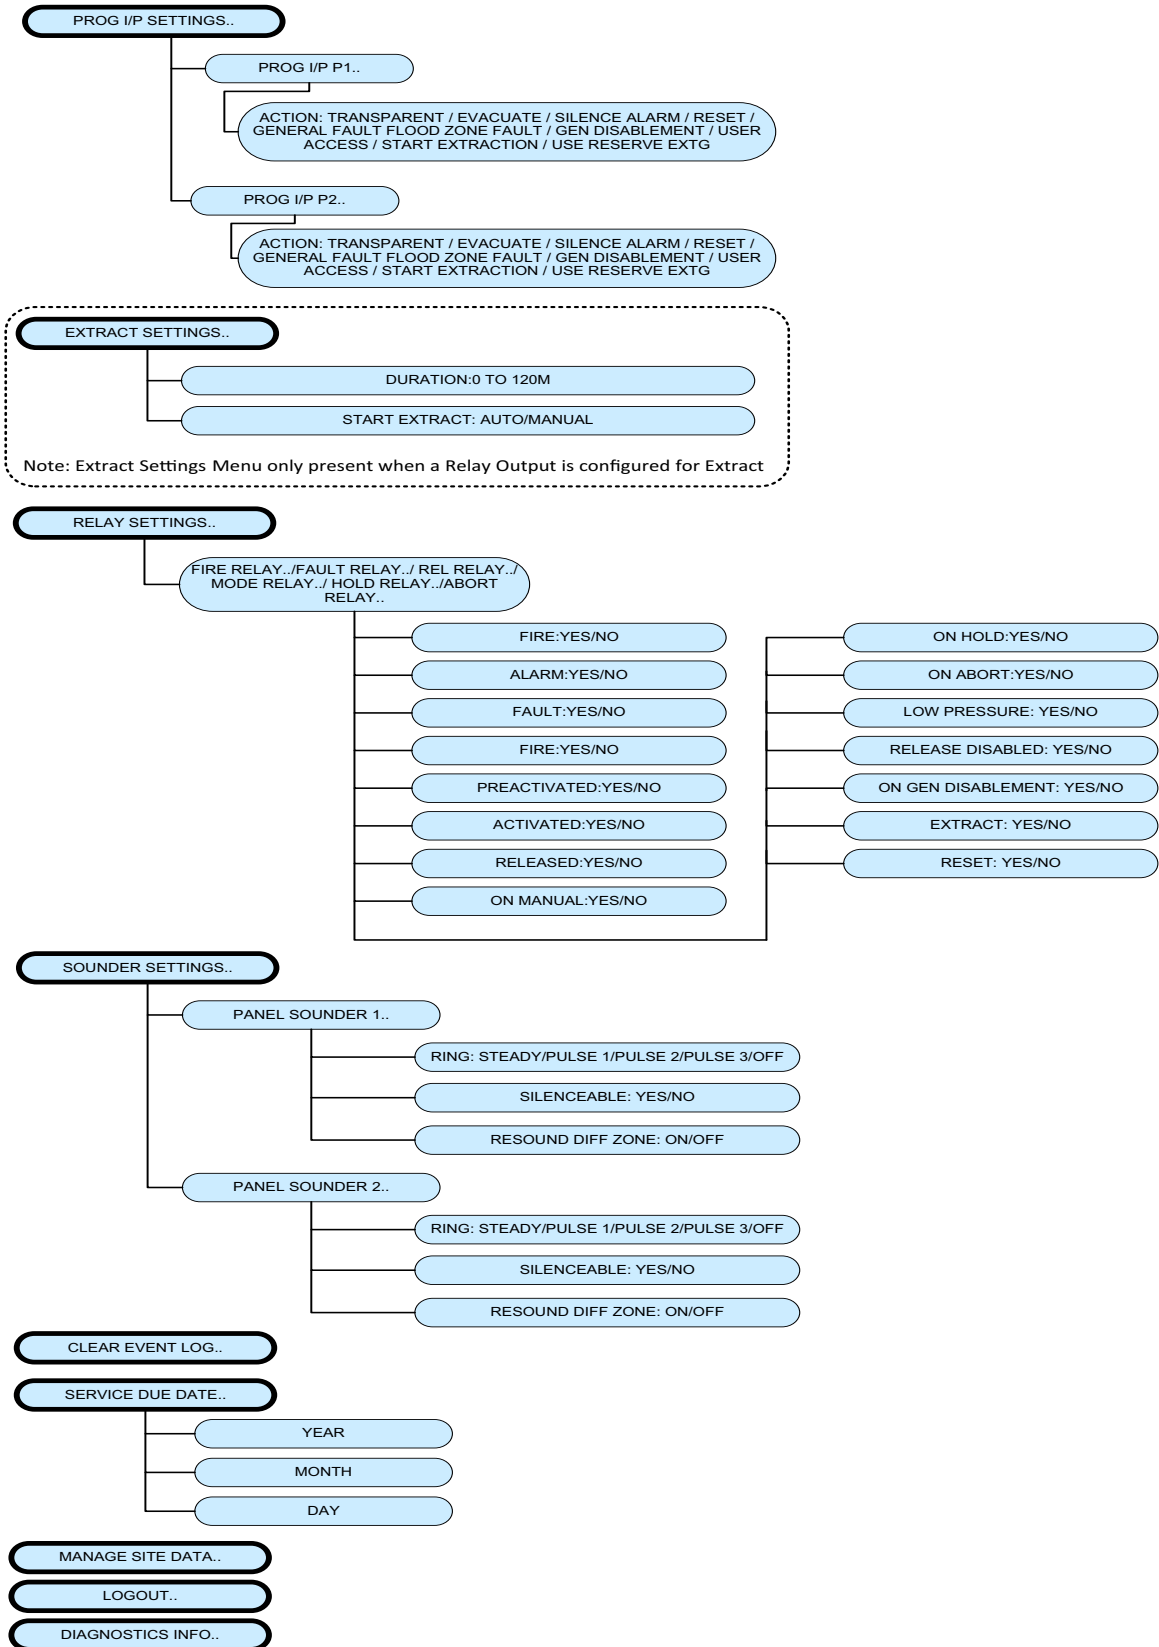 PROG I/P SETTINGS..
PROG I/P P1..
ACTION: TRANSPARENT / EVACUATE / SILENCE ALARM / RESET /
GENERAL FAULT FLOOD ZONE FAULT / GEN DISABLEMENT / USER
ACCESS / START EXTRACTION / USE RESERVE EXTG
PROG I/P P2..
ACTION: TRANSPARENT / EVACUATE / SILENCE ALARM / RESET /
GENERAL FAULT FLOOD ZONE FAULT / GEN DISABLEMENT / USER
ACCESS / START EXTRACTION / USE RESERVE EXTG
EXTRACT SETTINGS..
DURATION:0 TO 120M
START EXTRACT: AUTO/MANUAL
Note: Extract Settings Menu only present when a Relay Output is configured for Extract
RELAY SETTINGS..
FIRE RELAY../FAULT RELAY../ REL RELAY../
MODE RELAY../ HOLD RELAY../ABORT
RELAY..
FIRE:YES/NO
ALARM:YES/NO
FAULT:YES/NO
FIRE:YES/NO
PREACTIVATED:YES/NO
ACTIVATED:YES/NO
RELEASED:YES/NO
ON MANUAL:YES/NO
ON HOLD:YES/NO
ON ABORT:YES/NO
LOW PRESSURE: YES/NO
RELEASE DISABLED: YES/NO
ON GEN DISABLEMENT: YES/NO
EXTRACT: YES/NO
RESET: YES/NO
SOUNDER SETTINGS..
PANEL SOUNDER 1..
RING: STEADY/PULSE 1/PULSE 2/PULSE 3/OFF
SILENCEABLE: YES/NO
RESOUND DIFF ZONE: ON/OFF
PANEL SOUNDER 2..
RING: STEADY/PULSE 1/PULSE 2/PULSE 3/OFF
SILENCEABLE: YES/NO
RESOUND DIFF ZONE: ON/OFF
CLEAR EVENT LOG..
SERVICE DUE DATE..
YEAR
MONTH
DAY
MANAGE SITE DATA..
LOGOUT..
DIAGNOSTICS INFO..